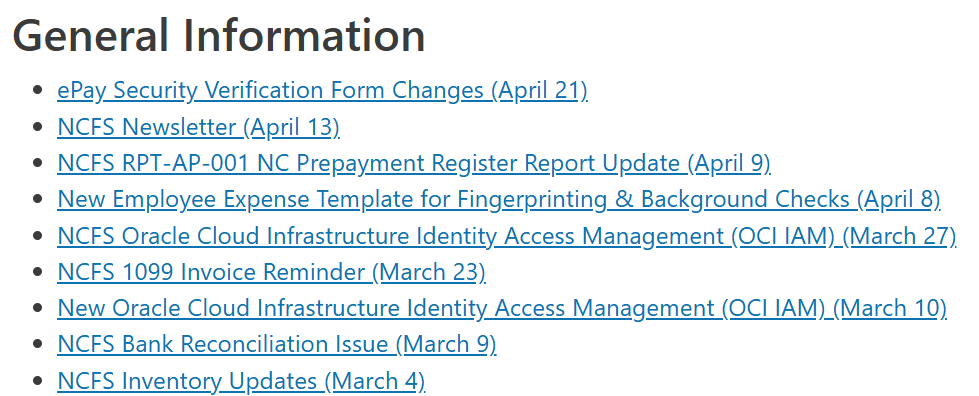 General Information
ePay Security Verification Form Changes (April 21)
NCFS Newsletter (April 13)
NCFS RPT-AP-001 NC Prepayment Register Report Update (April 9)
New Employee Expense Template for Fingerprinting & Background Checks (April 8)
NCFS Oracle Cloud Infrastructure Identity Access Management (OCI IAM) (March 27)
NCFS 1099 Invoice Reminder (March 23)
New Oracle Cloud Infrastructure Identity Access Management (OCI IAM) (March 10)
NCFS Bank Reconciliation Issue (March 9)
NCFS Inventory Updates (March 4)